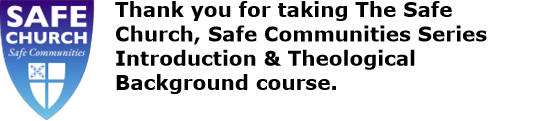 SAFE
CHURCH
Safe Communities
Thank you for taking The Safe
Church, Safe Communities Series
Introduction & Theological
Background course.